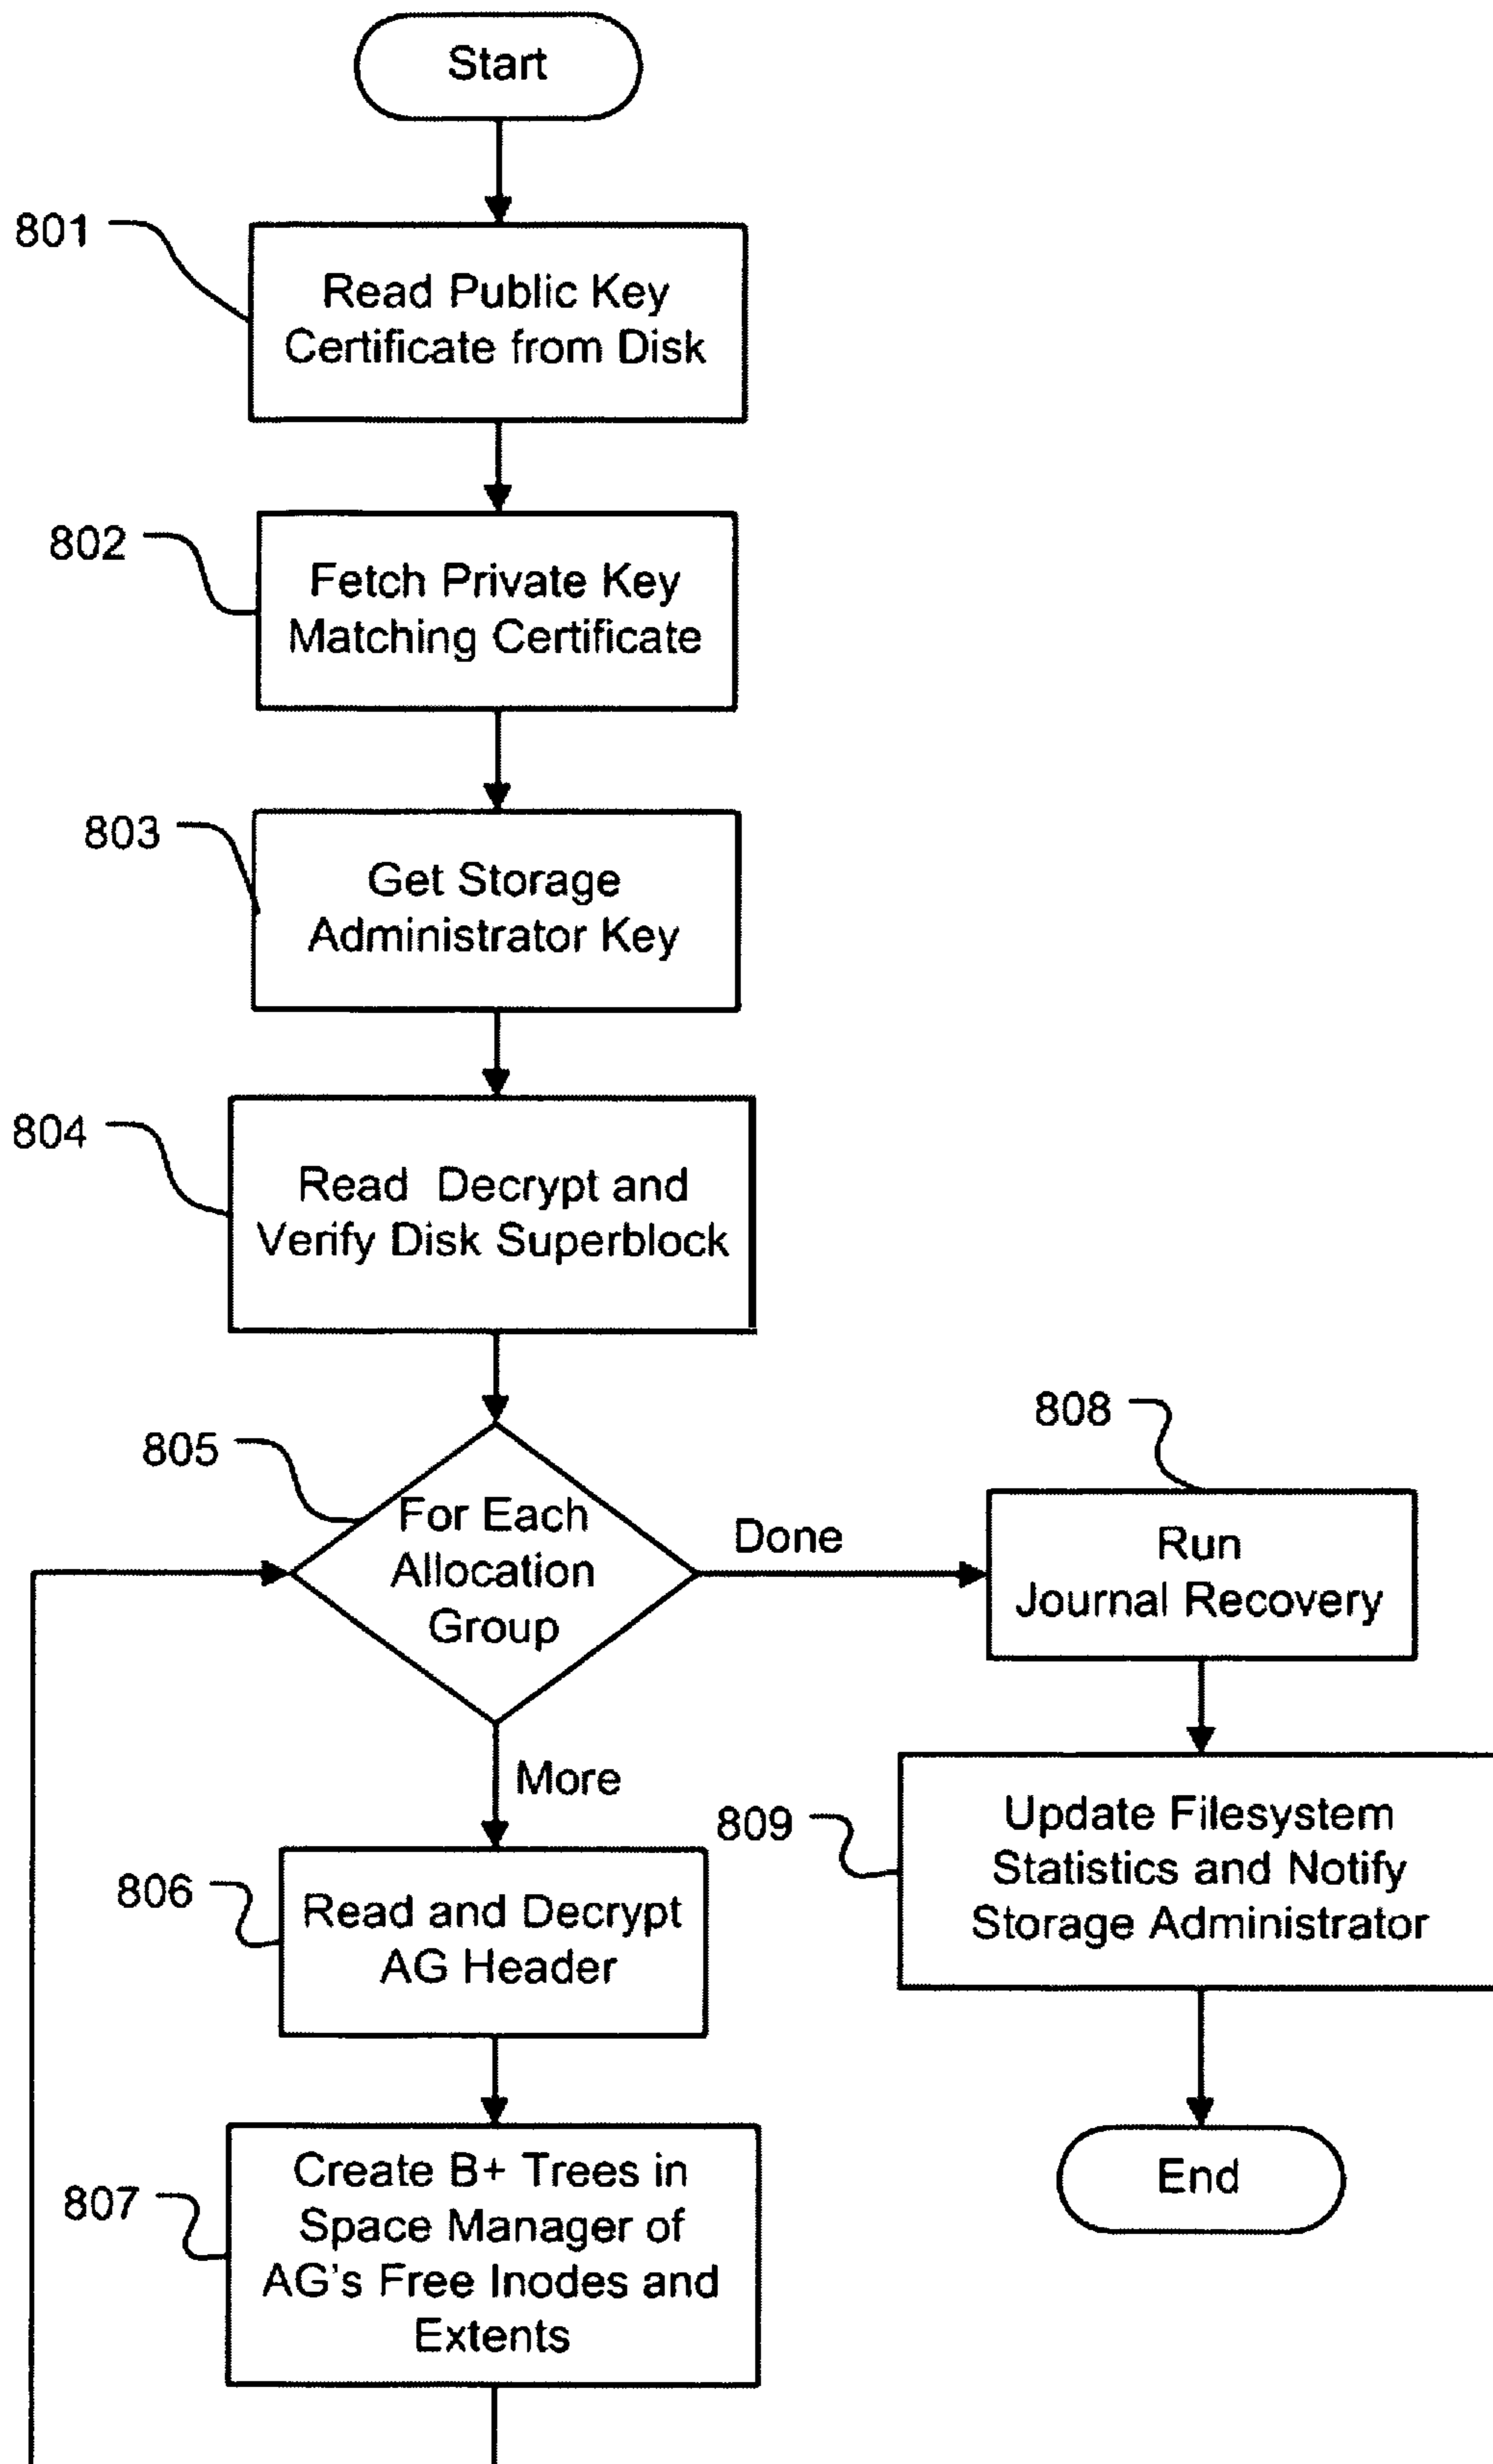 Start
801
Read Public Key
Certificate from Disk
802
Fetch Private Key
Matching Certificate
803
Get Storage
Administrator Key
804
Read Decrypt and
Verify Disk Superblock
805
For Each
Allocation
Group
Done
808
Run
Journal Recovery
More
806
Read and Decrypt
AG Header
809
Update Filesystem
Statistics and Notify
Storage Administrator
807
Create B+ Trees in
Space Manager of
AG's Free Inodes and
Extents
End